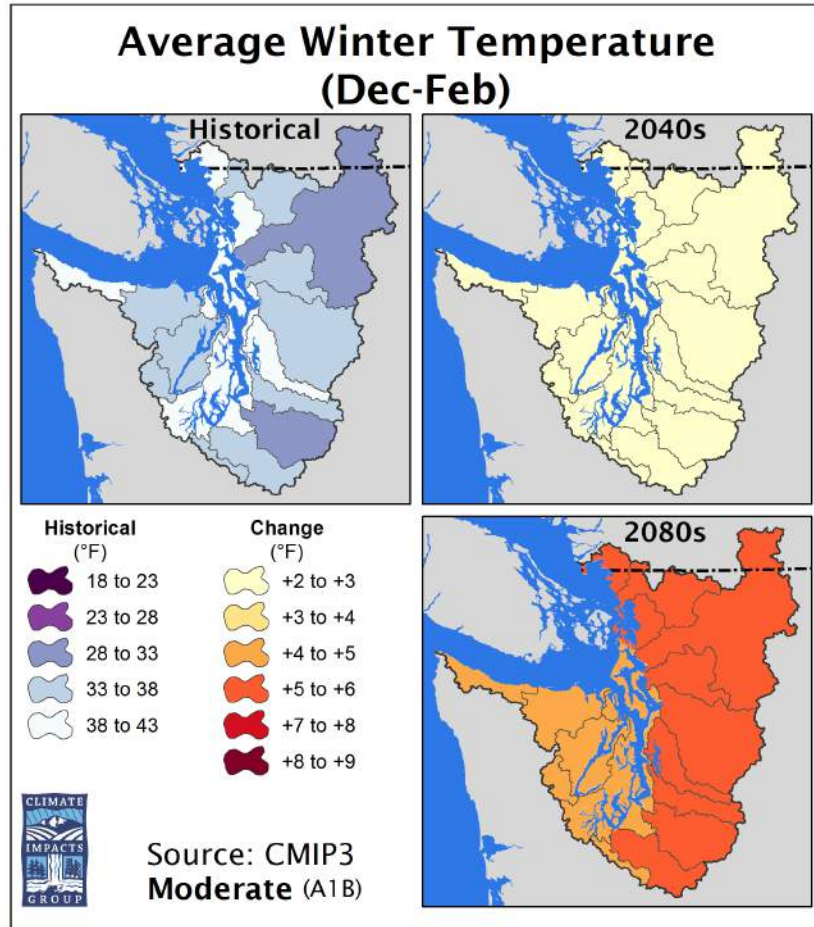 Average Winter Temperature
(Dec-Feb)
Historical
2040s
Historical
(°F)
18 to 23
23 to 28
28 to 33
33 to 38
38 to 43
Change
(°F)
+2 to +3
+3 to +4
+4 to +5
+5 to +6
+7 to +8
+8 to +9
2080s
CLIMATE
IMPACTS
GROUP
Source: CMIP3
Moderate (A1B)